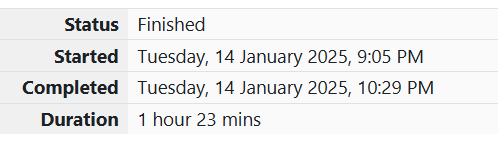 Status Finished
Started Tuesday, 14 January 2025, 9:05 PM
Completed Tuesday, 14 January 2025, 10:29 PM
Duration 1 hour 23 mins